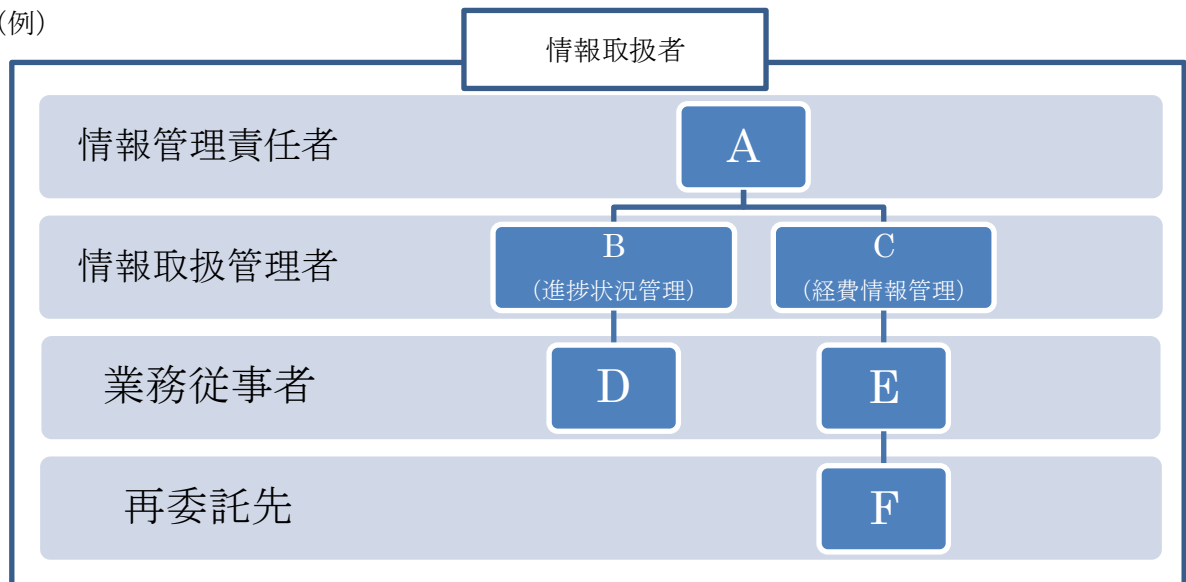 (例)
情報取扱者
情報管理責任者
A
情報取扱管理者
B
(進捗状況管理)
C
(経費情報管理)
業務従事者
D
E
再委託先
F